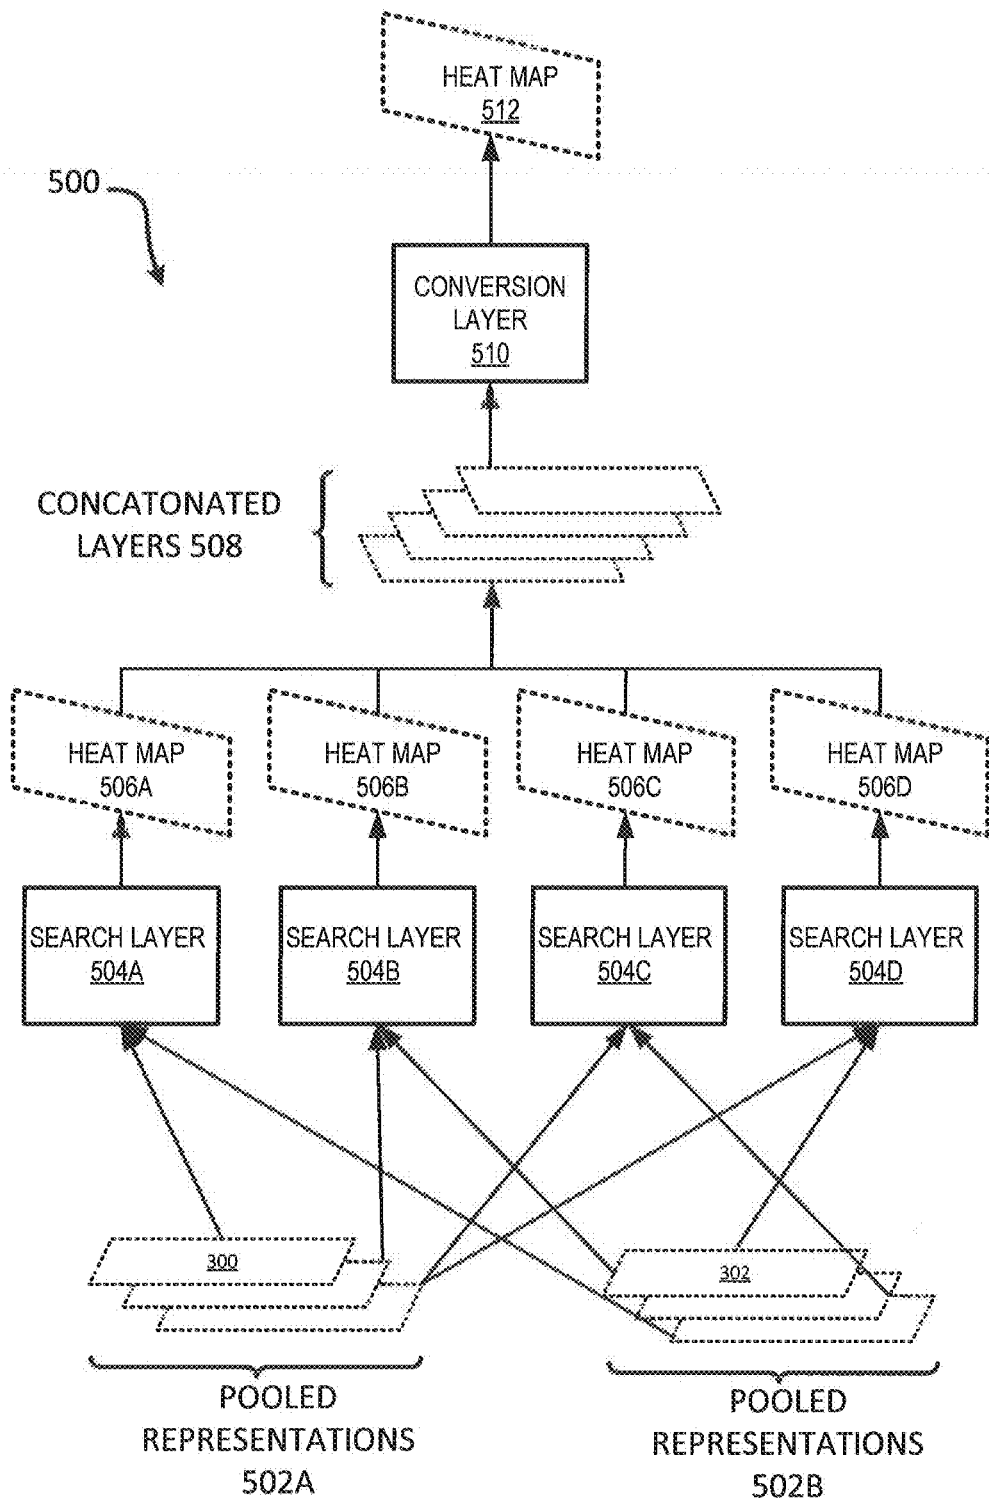 HEAT MAP
512
500
CONVERSION
LAYER
510
CONCATONATED
LAYERS 508
HEAT MAP
506A
HEAT MAP
506B
HEAT MAP
506C
HEAT MAP
506D
SEARCH LAYER
504A
SEARCH LAYER
504B
SEARCH LAYER
504C
SEARCH LAYER
504D
300
302
POOLED
REPRESENTATIONS
502A
POOLED
REPRESENTATIONS
502B